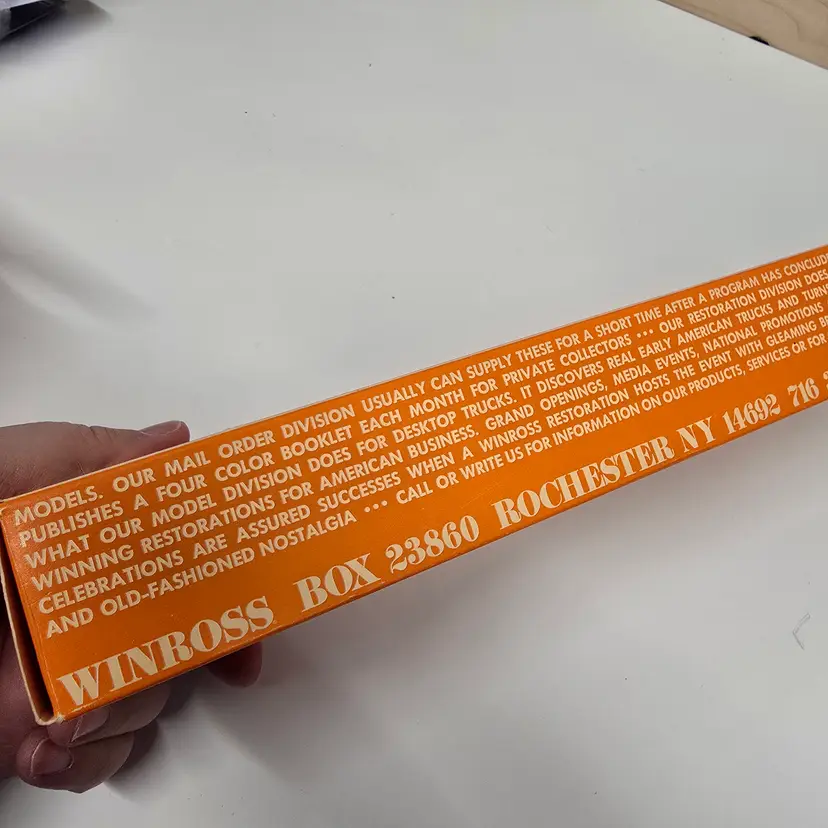 MODELS. OUR MAIL ORDER DIVISION USUALLY CAN SUPPLY THESE FOR A SHORT TIME AFTER A PROGRAM HAS CONCLUDE
PUBLISHES A FOUR COLOR BOOKLET EACH MONTH FOR PRIVATE COLLECTORS ••• OUR RESTORATION DIVISION DOES
WHAT OUR MODEL DIVISION DOES FOR DESKTOP TRUCKS. IT DISCOVERS REAL EARLY AMERICAN TRUCKS AND TURN
WINNING RESTORATIONS FOR AMERICAN BUSINESS. GRAND OPENINGS, MEDIA EVENTS, NATIONAL PROMOTIONS
CELEBRATIONS ARE ASSURED SUCCESSES WHEN A WINROSS RESTORATION HOSTS THE EVENT WITH GLEAMING
AND OLD-FASHIONED NOSTALGIA ••• CALL OR WRITE US FOR INFORMATION ON OUR PRODUCTS, SERVICES OR FOR
WINROSS BOX 23860 ROCHESTER NY 14692 716